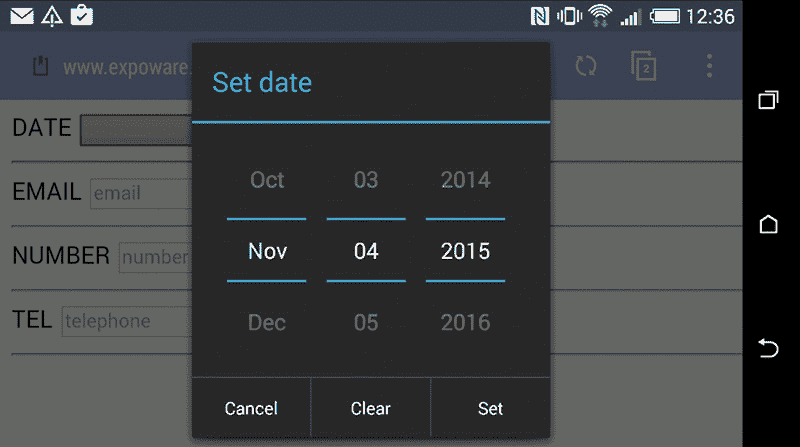 12:36
www.expoware.
2
Set date
DATE
EMAIL email
NUMBER number
TEL telephone
Oct 03 2014
Nov 04 2015
Dec 05 2016
Cancel Clear Set